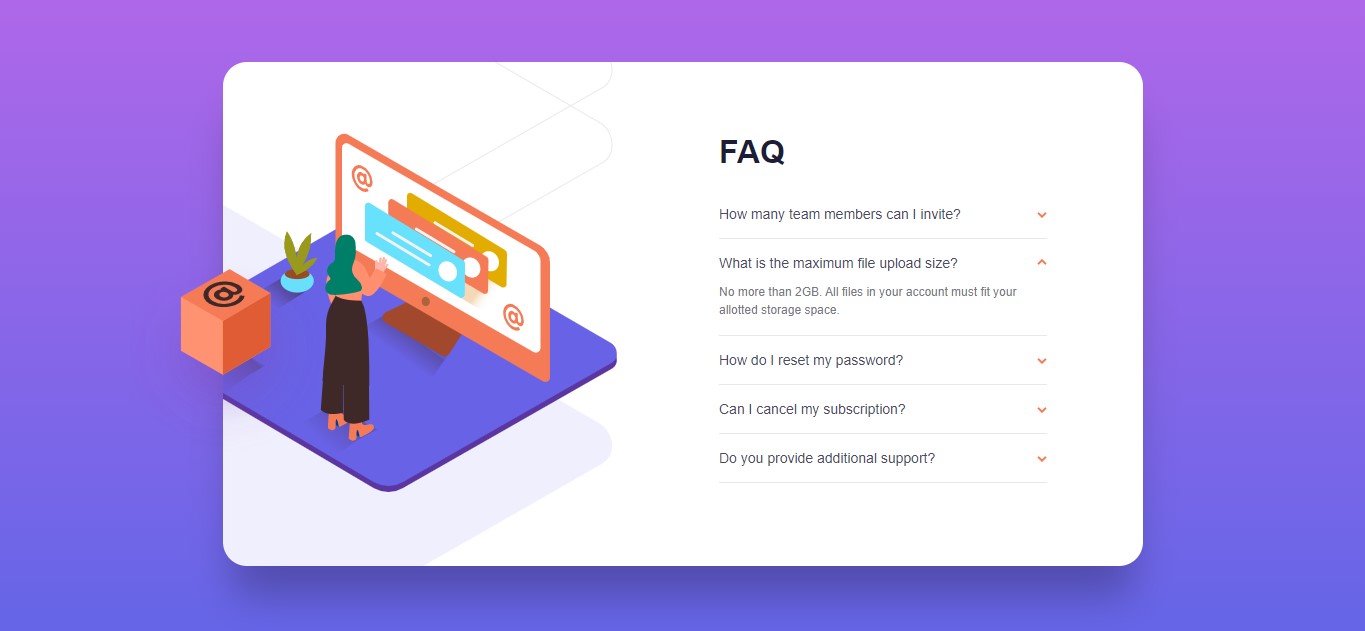 @
@
@
FAQ
How many team members can I invite?
What is the maximum file upload size?
No more than 2GB. All files in your account must fit your
allotted storage space.
How do I reset my password?
Can I cancel my subscription?
Do you provide additional support?